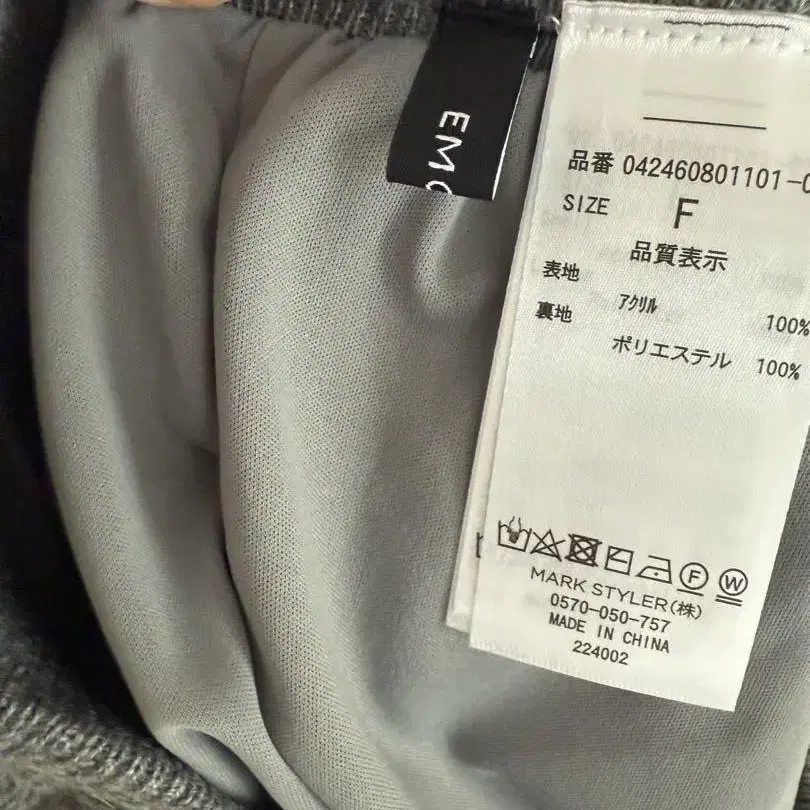 EMO
品番 042460801101-0
SIZE F
品質表示
表地 アクリル 100%
裏地 ポリエステル 100%
F W
MARK STYLER(株)
0570-050-757
MADE IN CHINA
224002